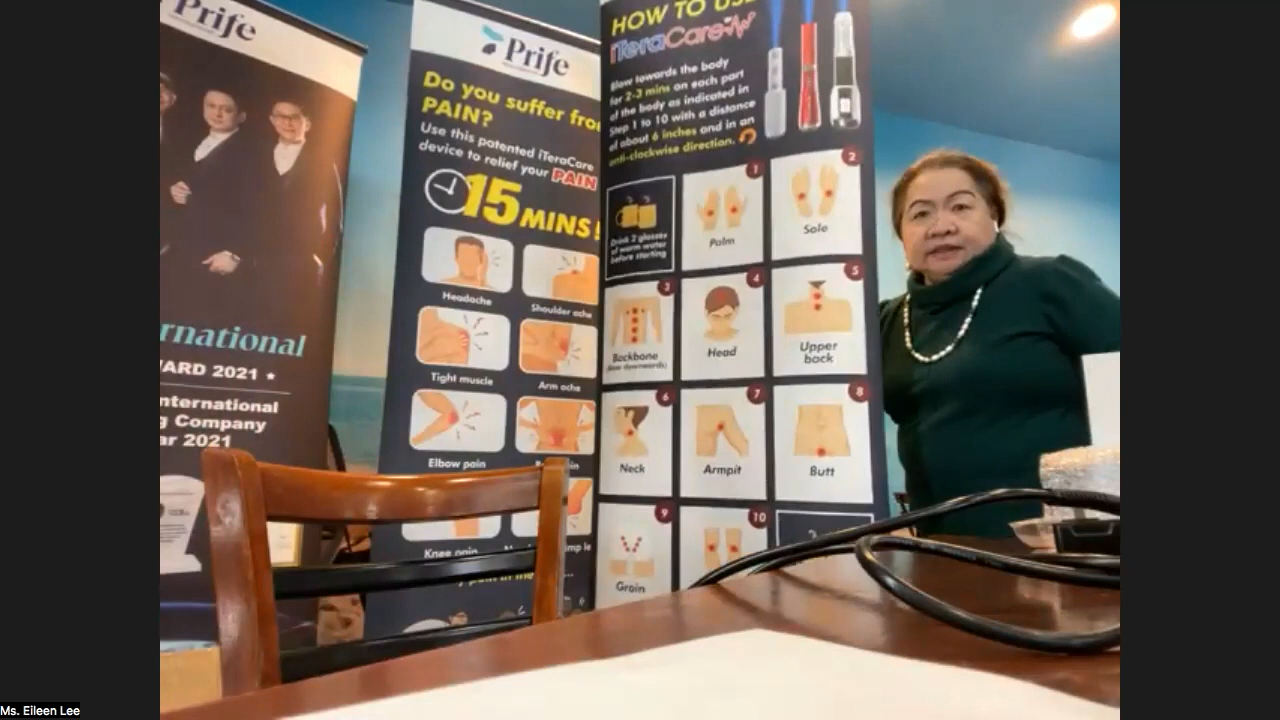 Prife
rnational
ARD 2021 ★
nternational
g Company
ar 2021
Prife
Do you suffer fro
PAIN?
Use this patented iTeraCare
device to relief your PAIN
15 MINS!
Headache
Shoulder ache
Tight muscle
Arm ache
Elbow pain
Knee pain
HOW TO USE
iTeraCare
Blow towards the body
for 2-3 mins on each part
of the body as indicated in
Step 1 to 10 with a distance
of about 6 inches and in an
anti-clockwise direction.
Drink 2 glasses
of warm water
before starting
1
Palm
2
Sole
3
Backbone
(blow downwards)
4
Head
5
Upper
back
6
Neck
7
Armpit
8
Butt
9
Groin
10
Ms. Eileen Lee